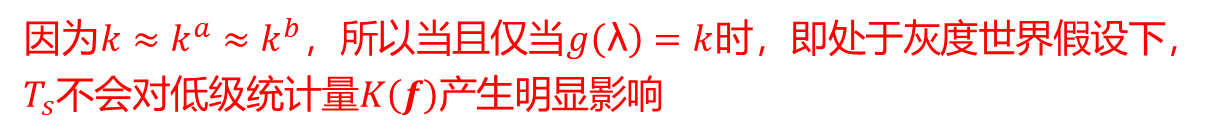 因为k ≈ kᵃ ≈ kᵇ，所以当且仅当g(λ) = k时，即处于灰度世界假设下，
Tₛ不会对低级统计量K(f)产生明显影响